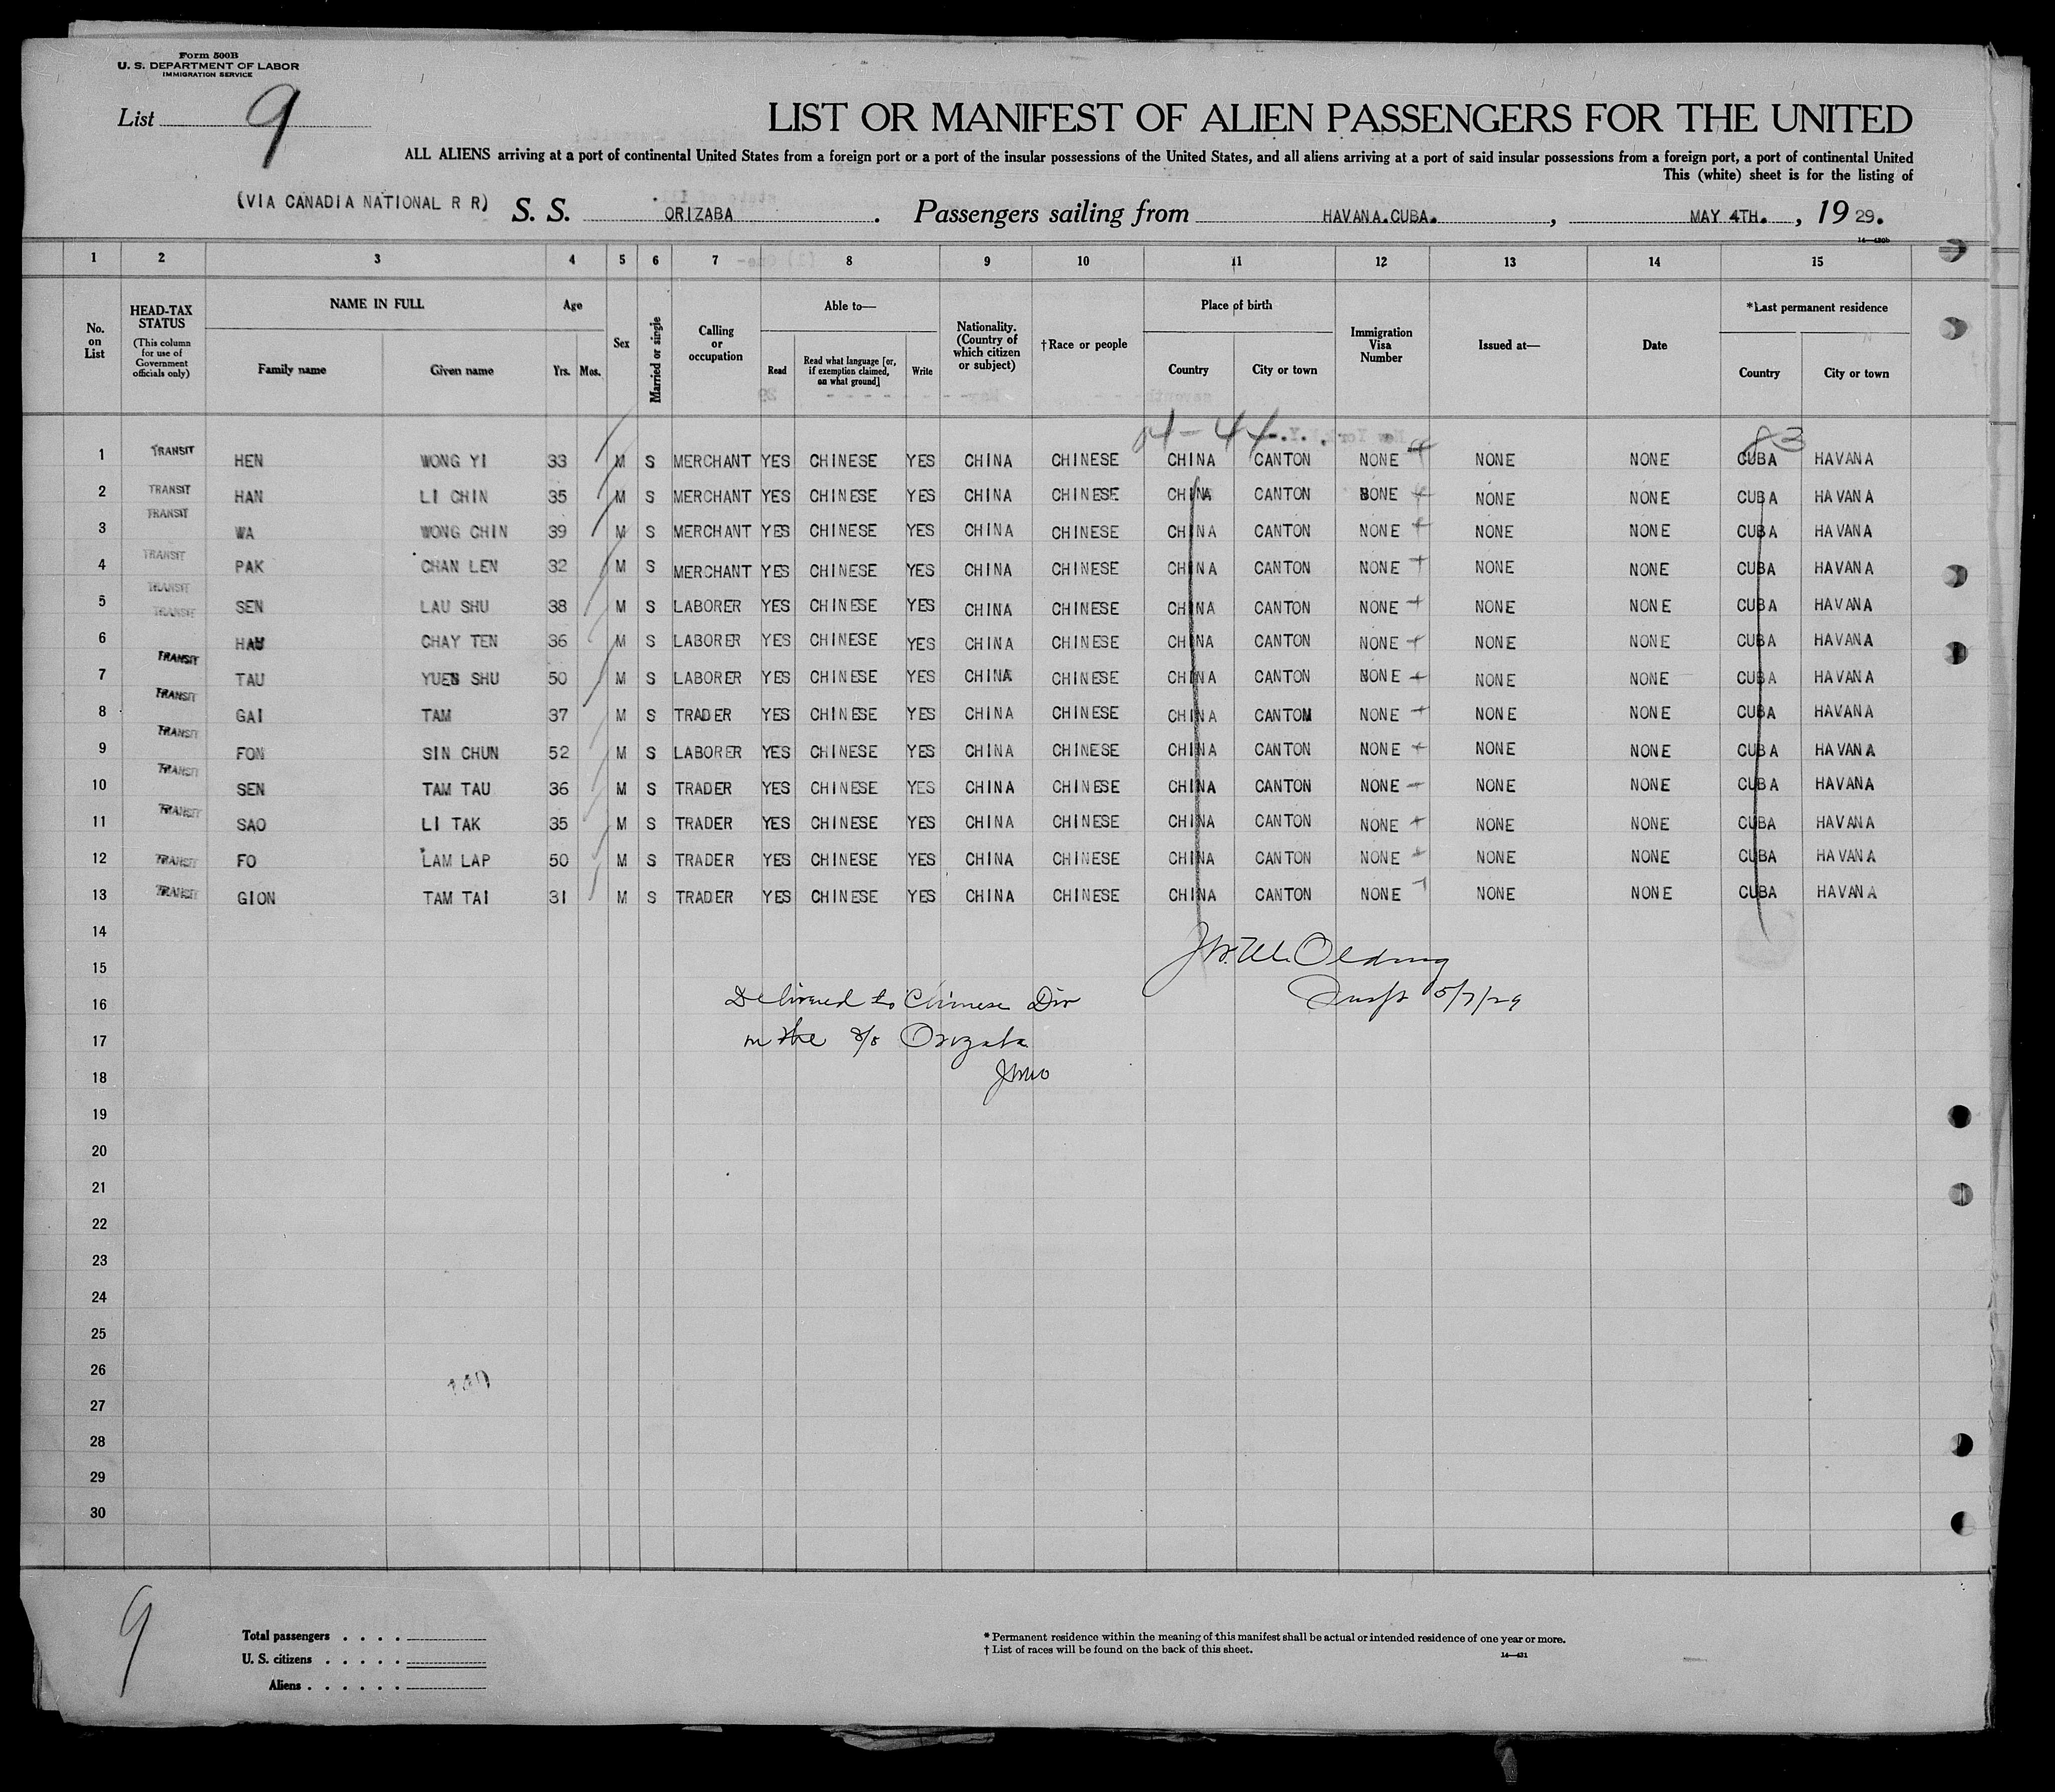 Form 500B
U. S. DEPARTMENT OF LABOR
IMMIGRATION SERVICE
List 9
LIST OR MANIFEST OF ALIEN PASSENGERS FOR THE UNITED
ALL ALIENS arriving at a port of continental United States from a foreign port or a port of the insular possessions of the United States, and all aliens arriving at a port of said insular possessions from a foreign port, a port of continental United
This (white) sheet is for the listing of
(VIA CANADIA NATIONAL R R) S. S. ORIZABA . Passengers sailing from HAVANA.CUBA. , MAY 4TH. , 19 29.
1 2 3 4 5 6 7 8 9 10 11 12 13 14 15
No. on List
HEAD-TAX STATUS (This column for use of Government officials only)
NAME IN FULL Family name Given name
Age Yrs. Mos.
Sex
Married or single
Calling or occupation
Able to— Read Read what language [or, if exemption claimed, on what ground] Write
Nationality. (Country of which citizen or subject)
†Race or people
Place of birth Country City or town
Immigration Visa Number
Issued at—
Date
*Last permanent residence Country City or town
83
1 TRANSIT HEN WONG YI 33 M S MERCHANT YES CHINESE YES CHINA CHINESE CHINA CANTON NONE NONE NONE CUBA HAVANA
2 TRANSIT HAN LI CHIN 35 M S MERCHANT YES CHINESE YES CHINA CHINESE CHINA CANTON NONE NONE NONE CUBA HAVANA
3 TRANSIT WA WONG CHIN 39 M S MERCHANT YES CHINESE YES CHINA CHINESE CHINA CANTON NONE NONE NONE CUBA HAVANA
4 TRANSIT PAK CHAN LEN 32 M S MERCHANT YES CHINESE YES CHINA CHINESE CHINA CANTON NONE NONE NONE CUBA HAVANA
5 TRANSIT SEN LAU SHU 38 M S LABORER YES CHINESE YES CHINA CHINESE CHINA CANTON NONE NONE NONE CUBA HAVANA
6 TRANSIT HAU CHAY TEN 36 M S LABORER YES CHINESE YES CHINA CHINESE CHINA CANTON NONE NONE NONE CUBA HAVANA
7 TRANSIT TAU YUEN SHU 50 M S LABORER YES CHINESE YES CHINA CHINESE CHINA CANTON NONE NONE NONE CUBA HAVANA
8 TRANSIT GAI TAM 37 M S TRADER YES CHINESE YES CHINA CHINESE CHINA CANTOM NONE NONE NONE CUBA HAVANA
9 TRANSIT FON SIN CHUN 52 M S LABORER YES CHINESE YES CHINA CHINESE CHINA CANTON NONE NONE NONE CUBA HAVANA
10 TRANSIT SEN TAM TAU 36 M S TRADER YES CHINESE YES CHINA CHINESE CHINA CANTON NONE NONE NONE CUBA HAVANA
11 TRANSIT SAO LI TAK 35 M S TRADER YES CHINESE YES CHINA CHINESE CHINA CANTON NONE NONE NONE CUBA HAVANA
12 TRANSIT FO LAM LAP 50 M S TRADER YES CHINESE YES CHINA CHINESE CHINA CANTON NONE NONE NONE CUBA HAVANA
13 TRANSIT GION TAM TAI 31 M S TRADER YES CHINESE YES CHINA CHINESE CHINA CANTON NONE NONE NONE CUBA HAVANA
14
15 Olding
16 Delivered to Chinese Div Insp 5/7/29
17 on the S/S Orizaba
18
19
20
21
22
23
24
25
26
27
28
29
30
9
Total passengers . . . .
U. S. citizens . . . . .
Aliens . . . . . .
* Permanent residence within the meaning of this manifest shall be actual or intended residence of one year or more.
† List of races will be found on the back of this sheet.
14—431